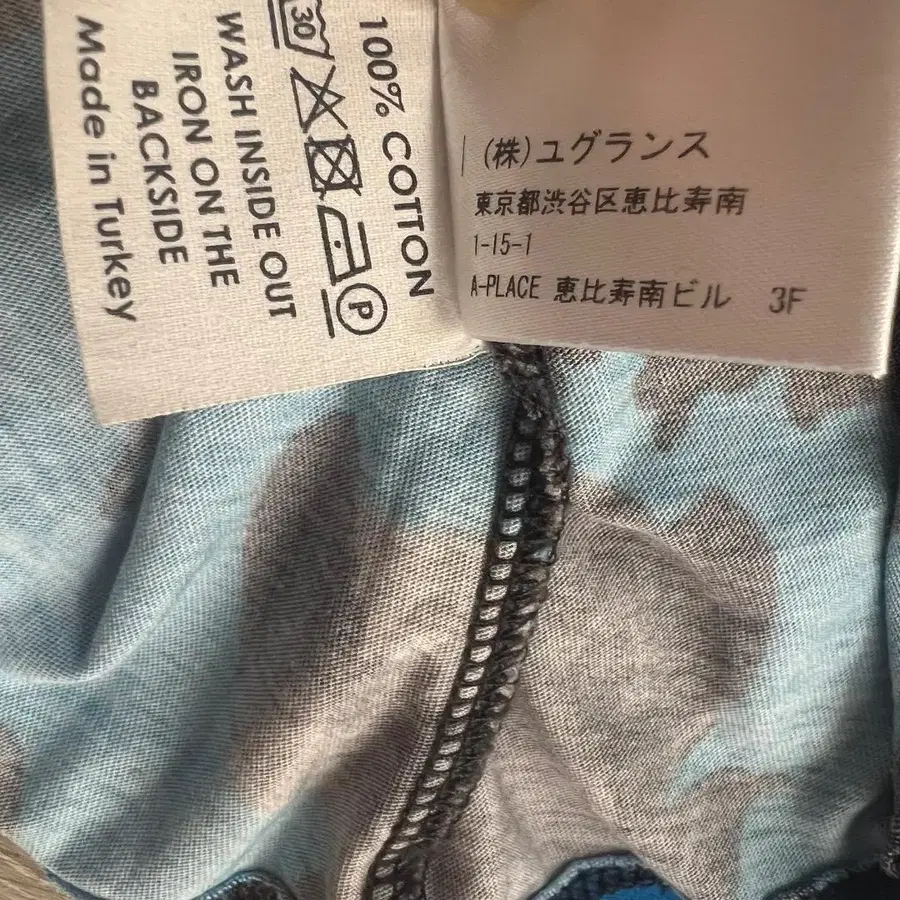 100% COTTON
30
P
WASH INSIDE OUT
IRON ON THE
BACKSIDE
Made in Turkey
(株)ユグランス
東京都渋谷区恵比寿南
1-15-1
A-PLACE 恵比寿南ビル 3F